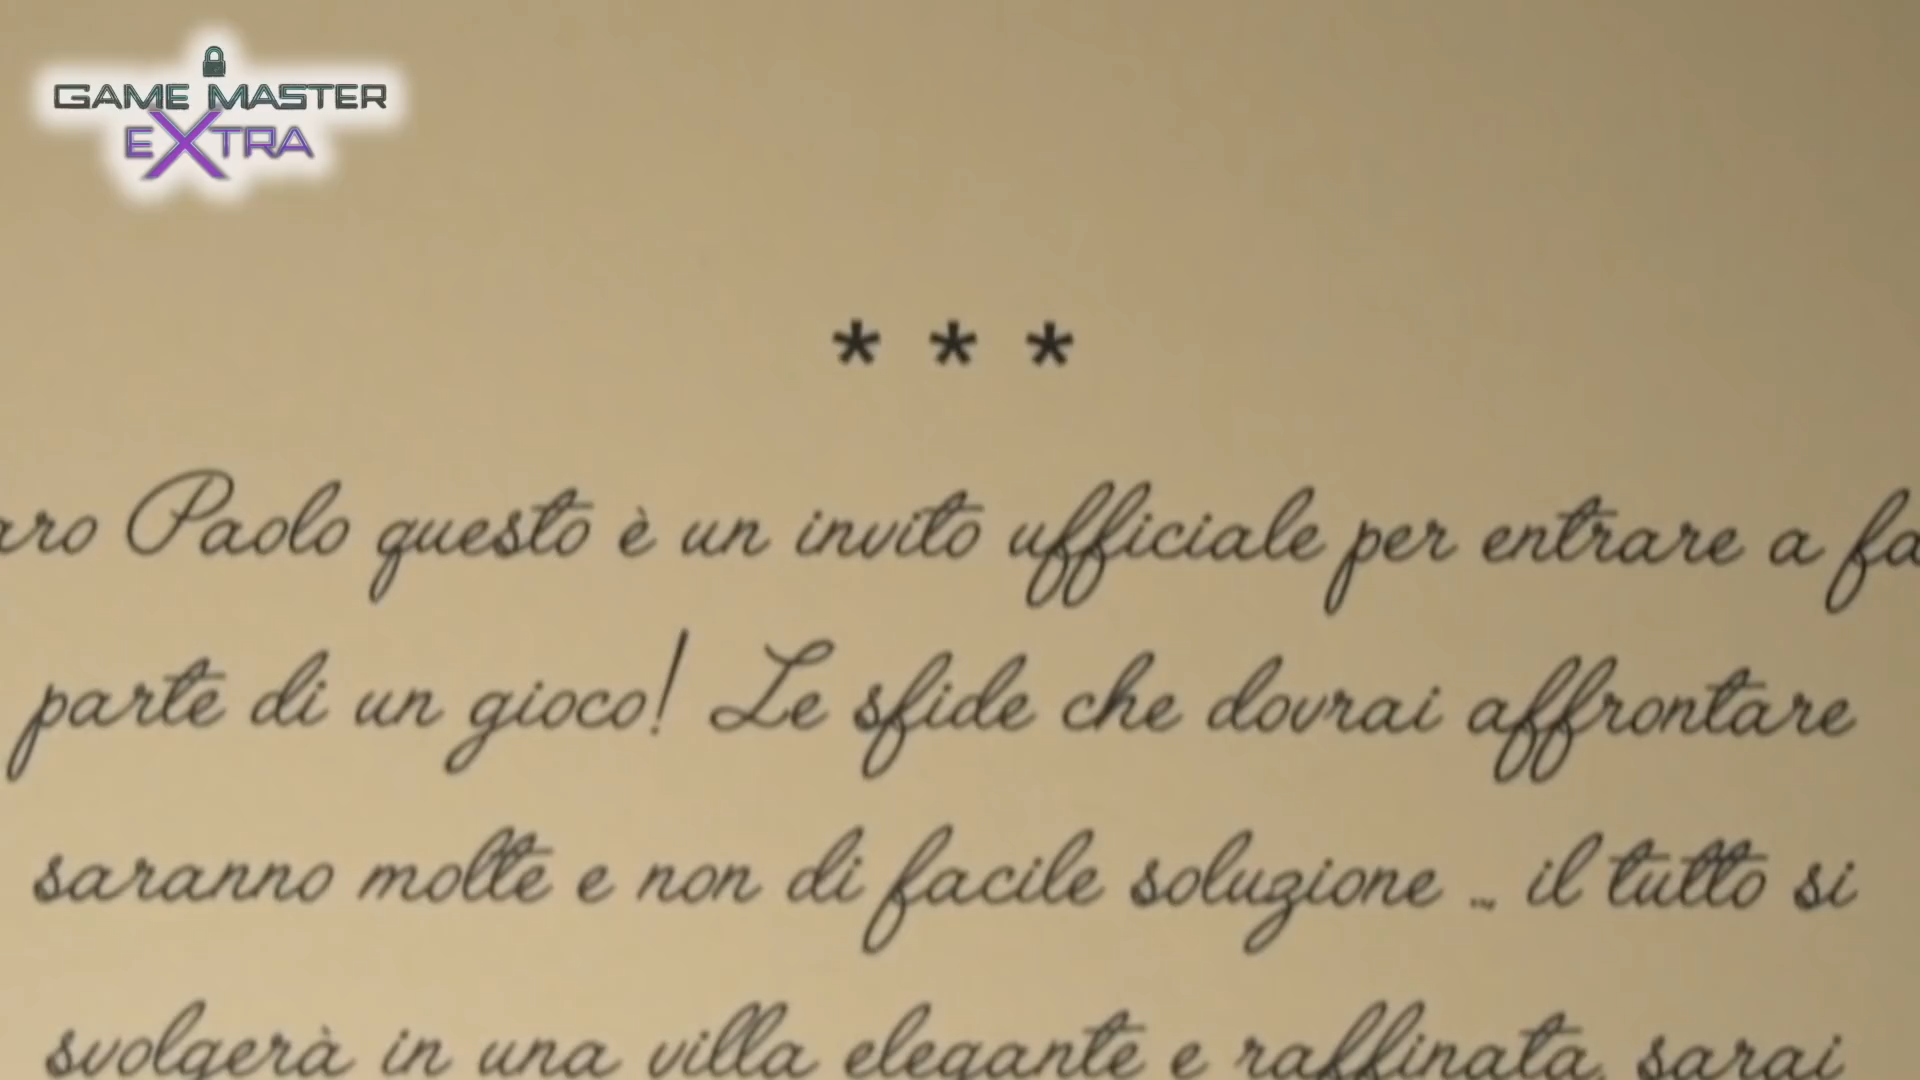 GAME MASTER
EXTRA
* * *
aro Paolo questo è un invito ufficiale per entrare a fa
parte di un gioco! Le sfide che dovrai affrontare
saranno molte e non di facile soluzione ... il tutto si
svolgerà in una villa elegante e raffinata, sarai